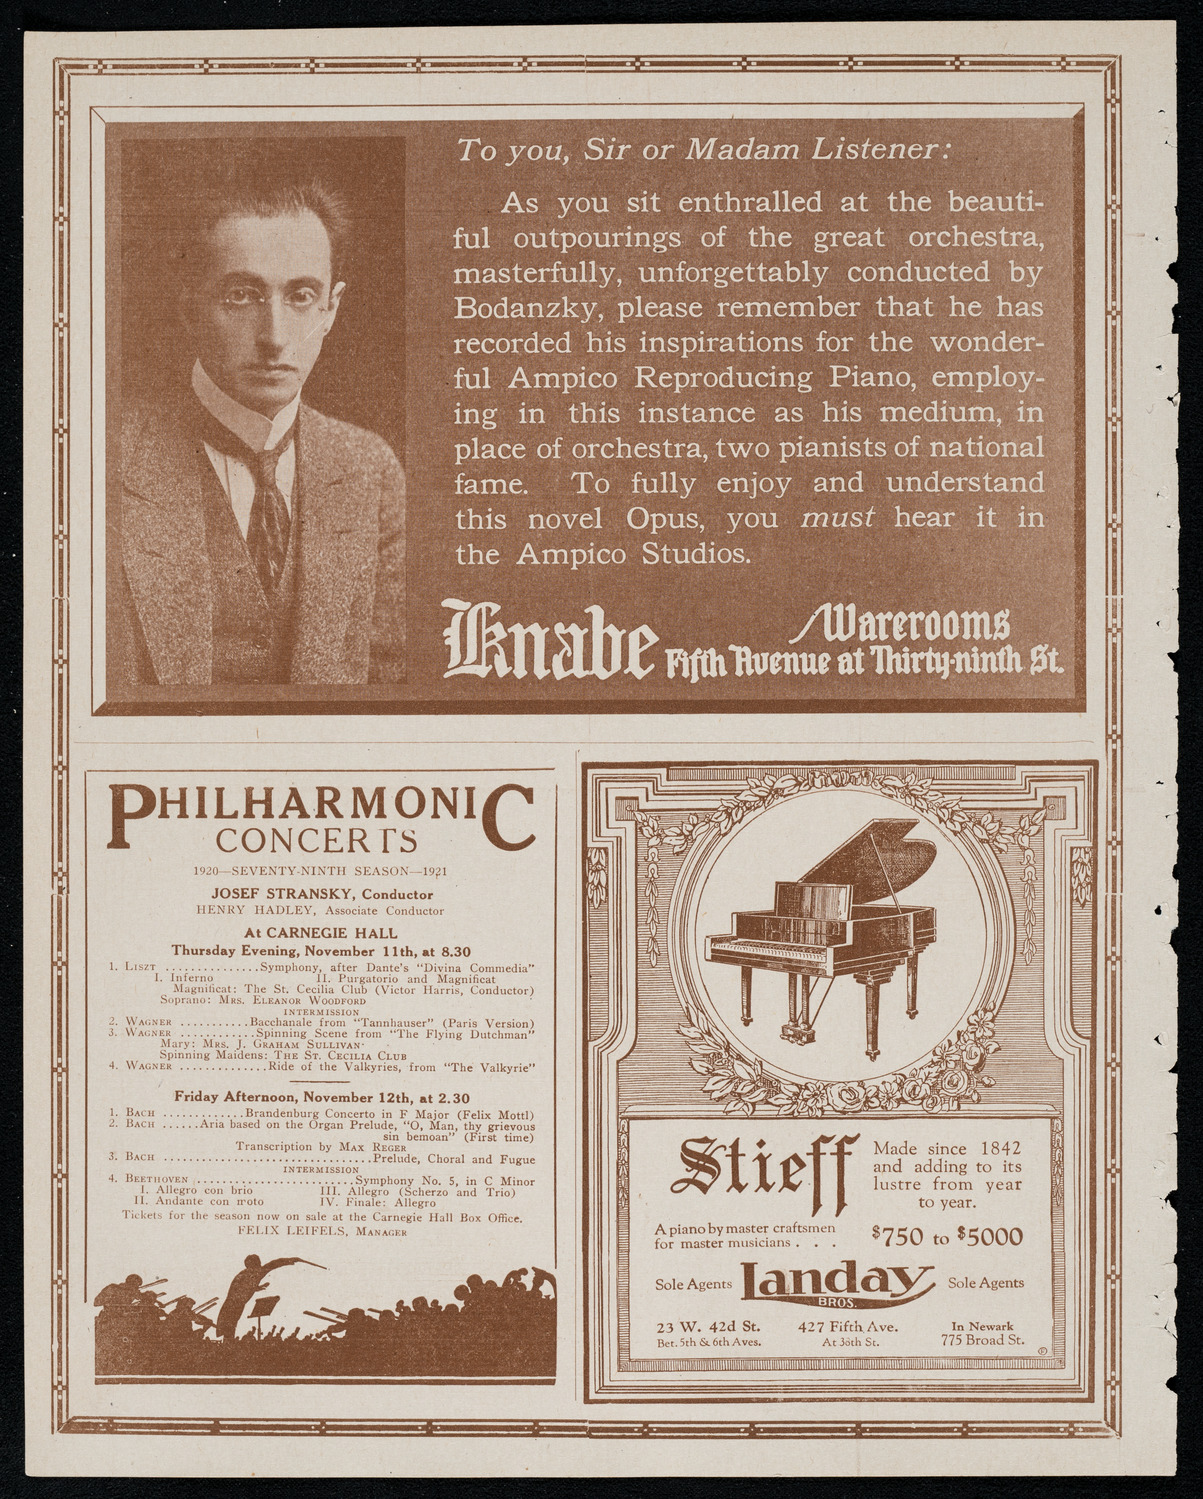 To you, Sir or Madam Listener:
As you sit enthralled at the beauti-
ful outpourings of the great orchestra,
masterfully, unforgettably conducted by
Bodanzky, please remember that he has
recorded his inspirations for the wonder-
ful Ampico Reproducing Piano, employ-
ing in this instance as his medium, in
place of orchestra, two pianists of national
fame. To fully enjoy and understand
this novel Opus, you must hear it in
the Ampico Studios.
Knabe Warerooms
Fifth Avenue at Thirty-ninth St.
PHILHARMONIC
CONCERTS
1920—SEVENTY-NINTH SEASON—1921
JOSEF STRANSKY, Conductor
HENRY HADLEY, Associate Conductor
At CARNEGIE HALL
Thursday Evening, November 11th, at 8.30
1. LISZT ...............Symphony, after Dante's "Divina Commedia"
I. Inferno II. Purgatorio and Magnificat
Magnificat: The St. Cecilia Club (Victor Harris, Conductor)
Soprano: MRS. ELEANOR WOODFORD
INTERMISSION
2. WAGNER ...........Bacchanale from "Tannhauser" (Paris Version)
3. WAGNER ............Spinning Scene from "The Flying Dutchman"
Mary: MRS. J. GRAHAM SULLIVAN
Spinning Maidens: THE ST. CECILIA CLUB
4. WAGNER ..............Ride of the Valkyries, from "The Valkyrie"
Friday Afternoon, November 12th, at 2.30
1. BACH .............Brandenburg Concerto in F Major (Felix Mottl)
2. BACH ......Aria based on the Organ Prelude, "O, Man, thy grievous
sin bemoan" (First time)
Transcription by MAX REGER
3. BACH ................................Prelude, Choral and Fugue
INTERMISSION
4. BEETHOVEN .........................Symphony No. 5, in C Minor
I. Allegro con brio III. Allegro (Scherzo and Trio)
II. Andante con moto IV. Finale: Allegro
Tickets for the season now on sale at the Carnegie Hall Box Office.
FELIX LEIFELS, MANAGER
Stieff
Made since 1842
and adding to its
lustre from year
to year.
A piano by master craftsmen
for master musicians . . .
$750 to $5000
Sole Agents Landay Sole Agents
BROS.
23 W. 42d St. 427 Fifth Ave. In Newark
Bet. 5th & 6th Aves. At 38th St. 775 Broad St.